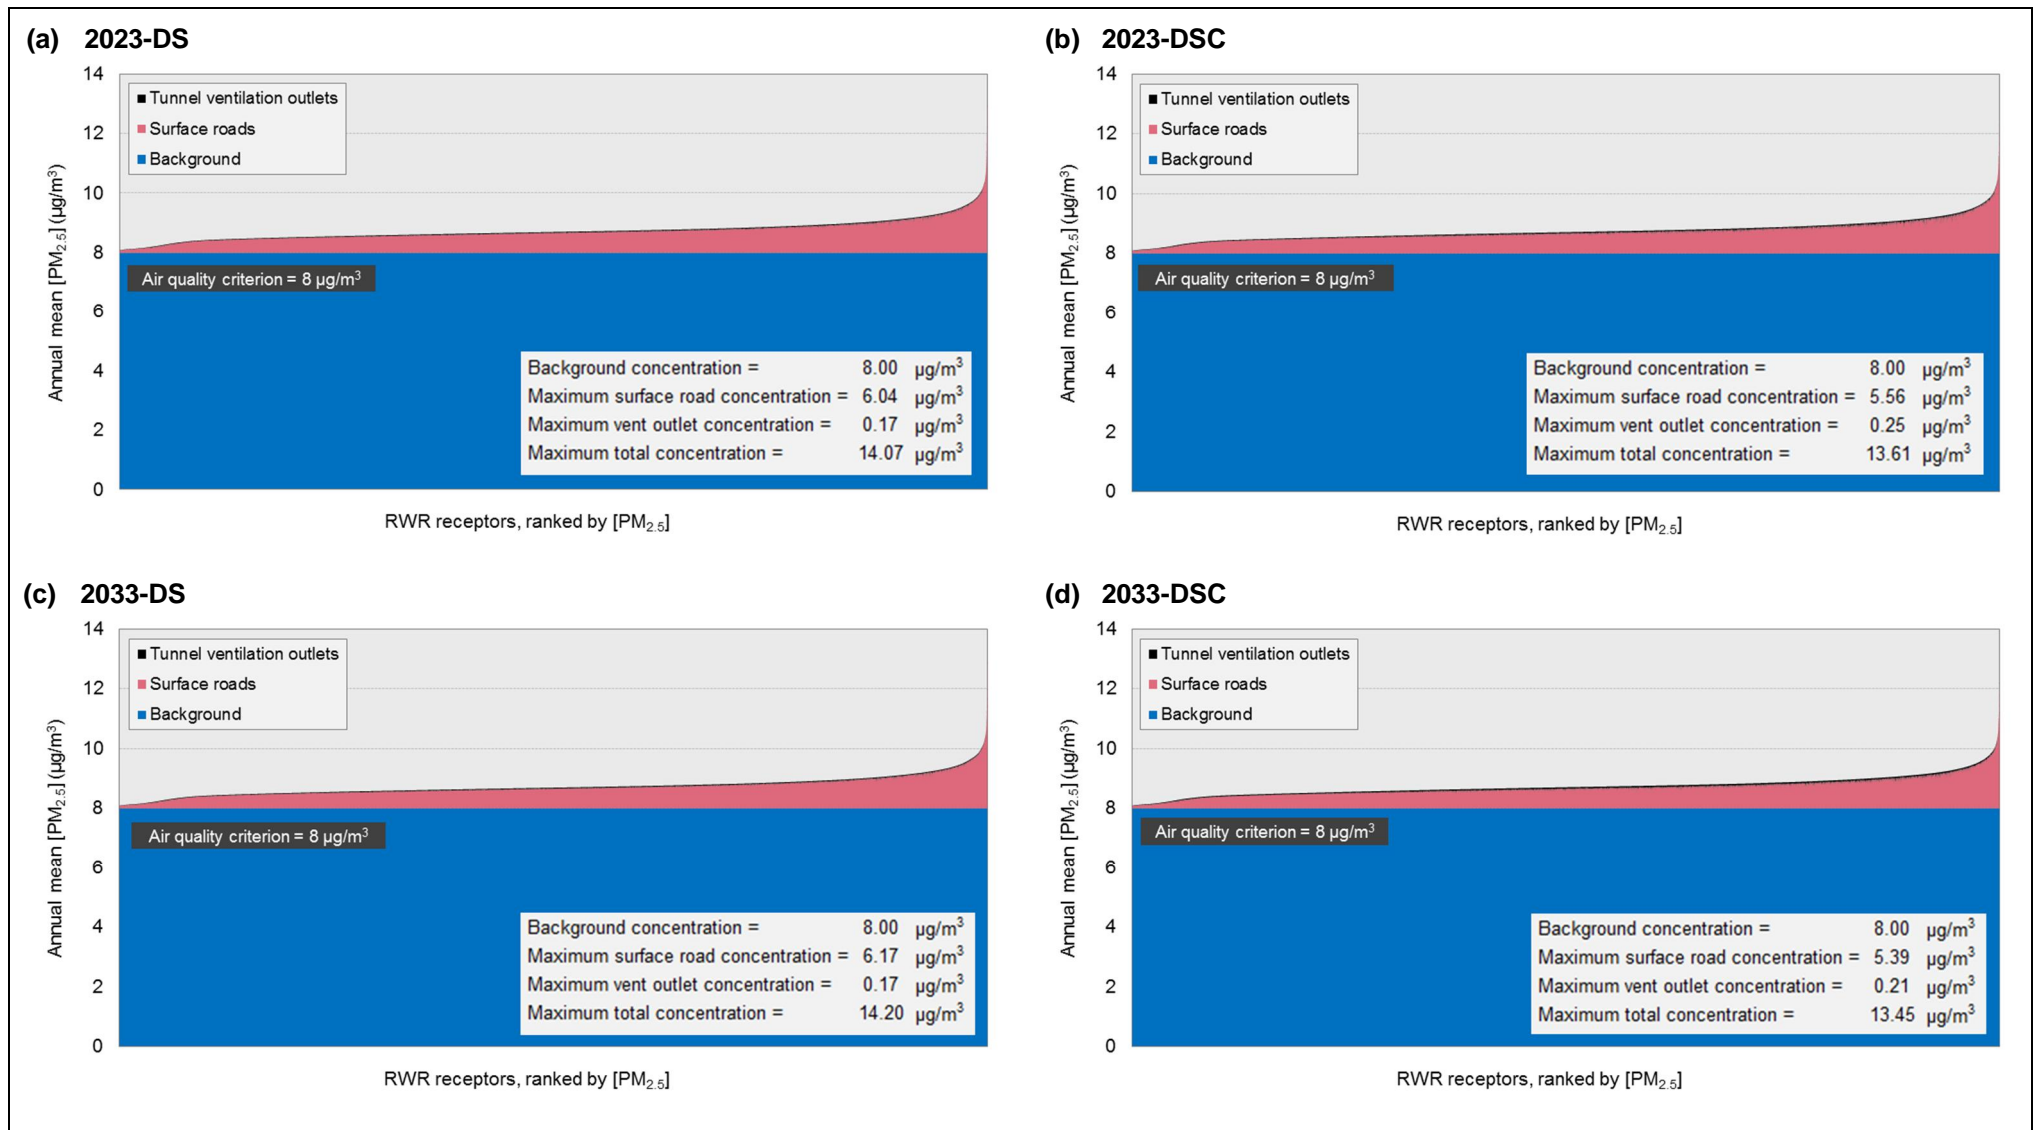 (a) 2023-DS
14
12
10
8
6
4
2
0
Annual mean [PM2.5] (µg/m3)
Tunnel ventilation outlets
Surface roads
Background
Air quality criterion = 8 µg/m3
Background concentration = 8.00 µg/m3
Maximum surface road concentration = 6.04 µg/m3
Maximum vent outlet concentration = 0.17 µg/m3
Maximum total concentration = 14.07 µg/m3
RWR receptors, ranked by [PM2.5]
(b) 2023-DSC
14
12
10
8
6
4
2
0
Annual mean [PM2.5] (µg/m3)
Tunnel ventilation outlets
Surface roads
Background
Air quality criterion = 8 µg/m3
Background concentration = 8.00 µg/m3
Maximum surface road concentration = 5.56 µg/m3
Maximum vent outlet concentration = 0.25 µg/m3
Maximum total concentration = 13.61 µg/m3
RWR receptors, ranked by [PM2.5]
(c) 2033-DS
14
12
10
8
6
4
2
0
Annual mean [PM2.5] (µg/m3)
Tunnel ventilation outlets
Surface roads
Background
Air quality criterion = 8 µg/m3
Background concentration = 8.00 µg/m3
Maximum surface road concentration = 6.17 µg/m3
Maximum vent outlet concentration = 0.17 µg/m3
Maximum total concentration = 14.20 µg/m3
RWR receptors, ranked by [PM2.5]
(d) 2033-DSC
14
12
10
8
6
4
2
0
Annual mean [PM2.5] (µg/m3)
Tunnel ventilation outlets
Surface roads
Background
Air quality criterion = 8 µg/m3
Background concentration = 8.00 µg/m3
Maximum surface road concentration = 5.39 µg/m3
Maximum vent outlet concentration = 0.21 µg/m3
Maximum total concentration = 13.45 µg/m3
RWR receptors, ranked by [PM2.5]